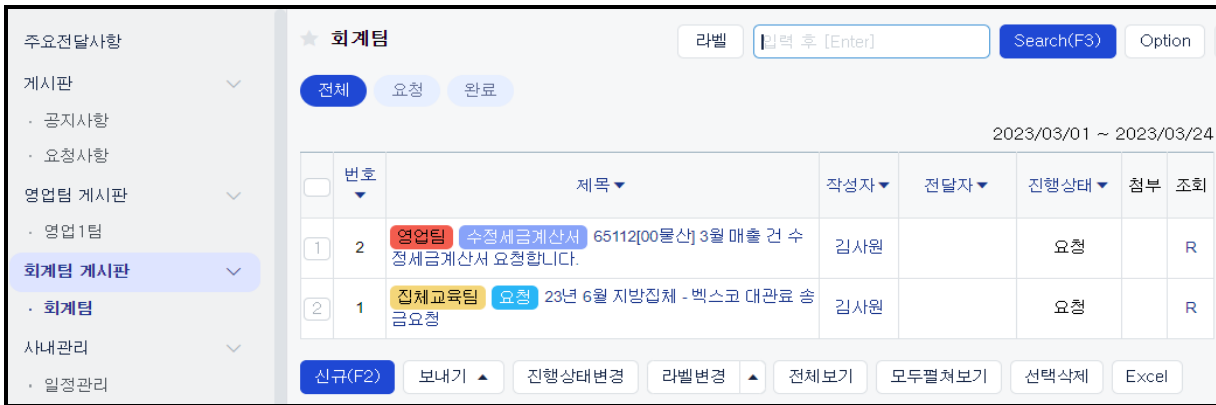 주요전달사항
게시판
· 공지사항
· 요청사항
영업팀 게시판
· 영업1팀
회계팀 게시판
· 회계팀
사내관리
· 일정관리
회계팀
라벨
입력 후 [Enter]
Search(F3)
Option
전체 요청 완료
2023/03/01 ~ 2023/03/24
번호▼ 제목▼ 작성자▼ 전달자▼ 진행상태▼ 첨부 조회
1 2 영업팀 수정세금계산서 65112[00물산] 3월 매출 건 수
정세금계산서 요청합니다. 김사원 요청 R
2 1 집체교육팀 요청 23년 6월 지방집체 - 벡스코 대관료 송
금요청 김사원 요청 R
신규(F2) 보내기 ▲ 진행상태변경 라벨변경 ▲ 전체보기 모두펼쳐보기 선택삭제 Excel